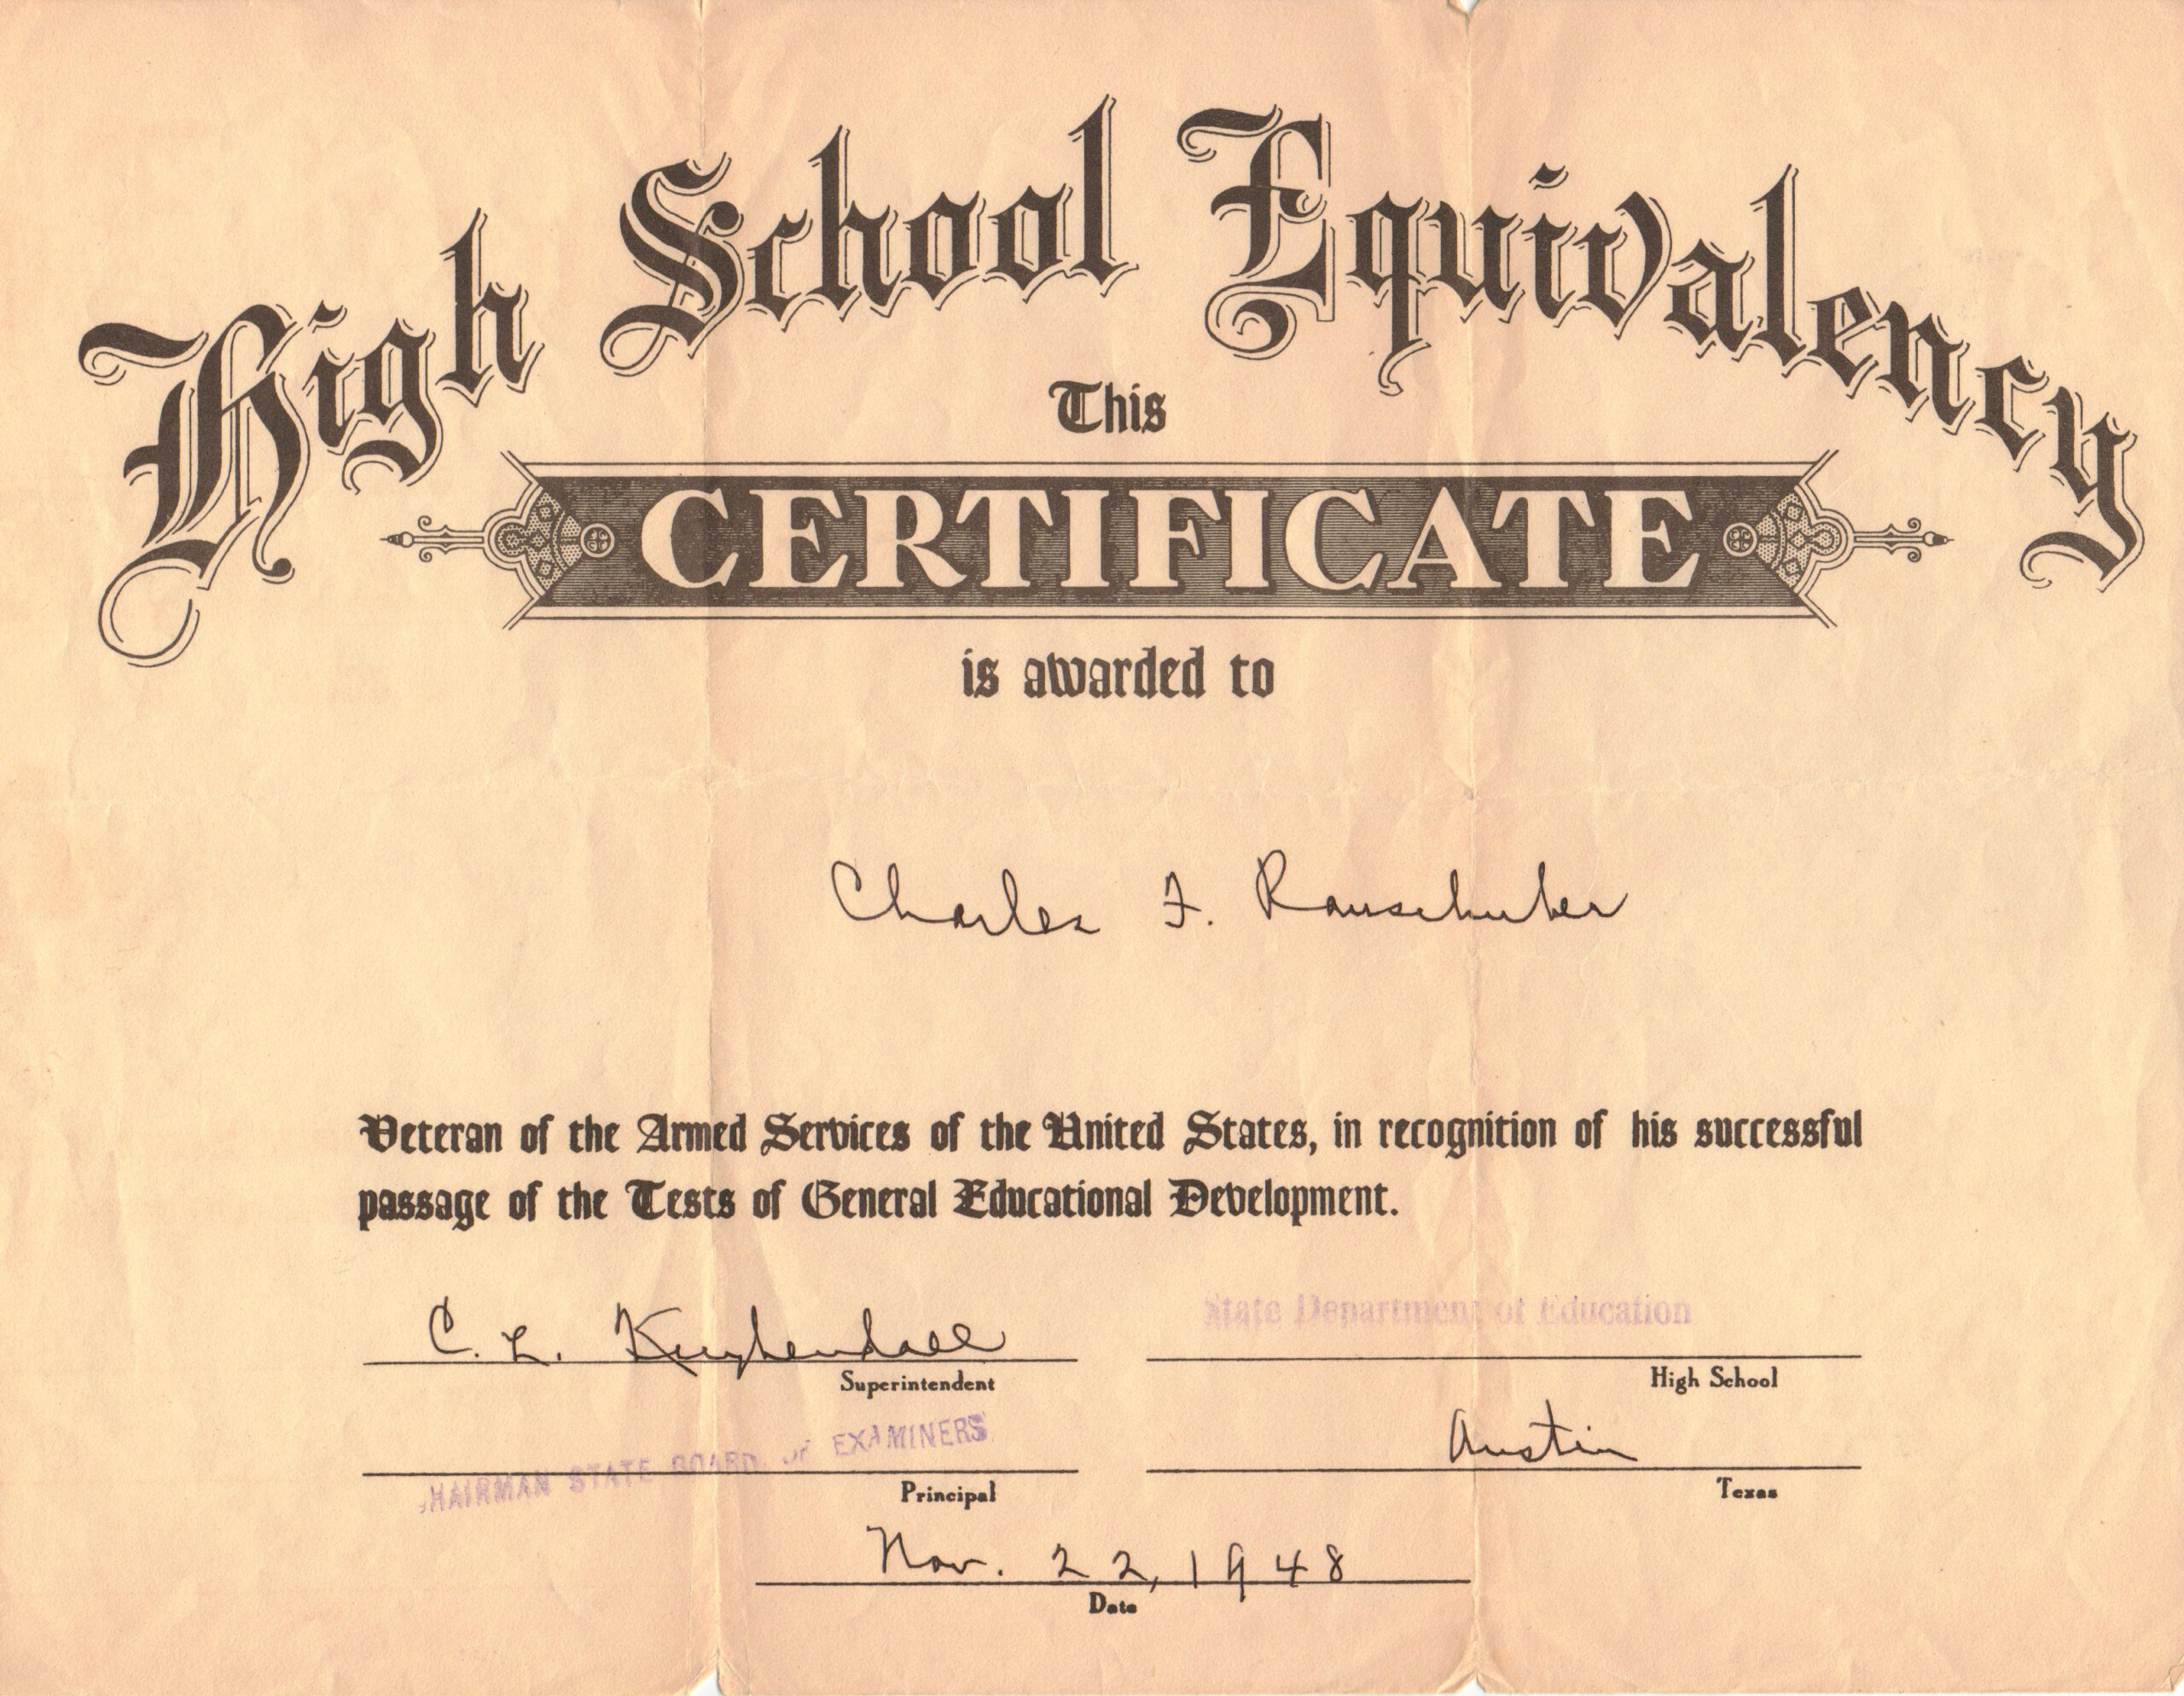 High School Equivalency
This
CERTIFICATE
is awarded to
Charles F. Rauschuber
Veteran of the Armed Services of the United States, in recognition of his successful
passage of the Tests of General Educational Development.
C. L. Kuykendall
Superintendent
State Department of Education
High School
CHAIRMAN STATE BOARD OF EXAMINERS
Principal
Austin
Texas
Nov. 22, 1948
Date